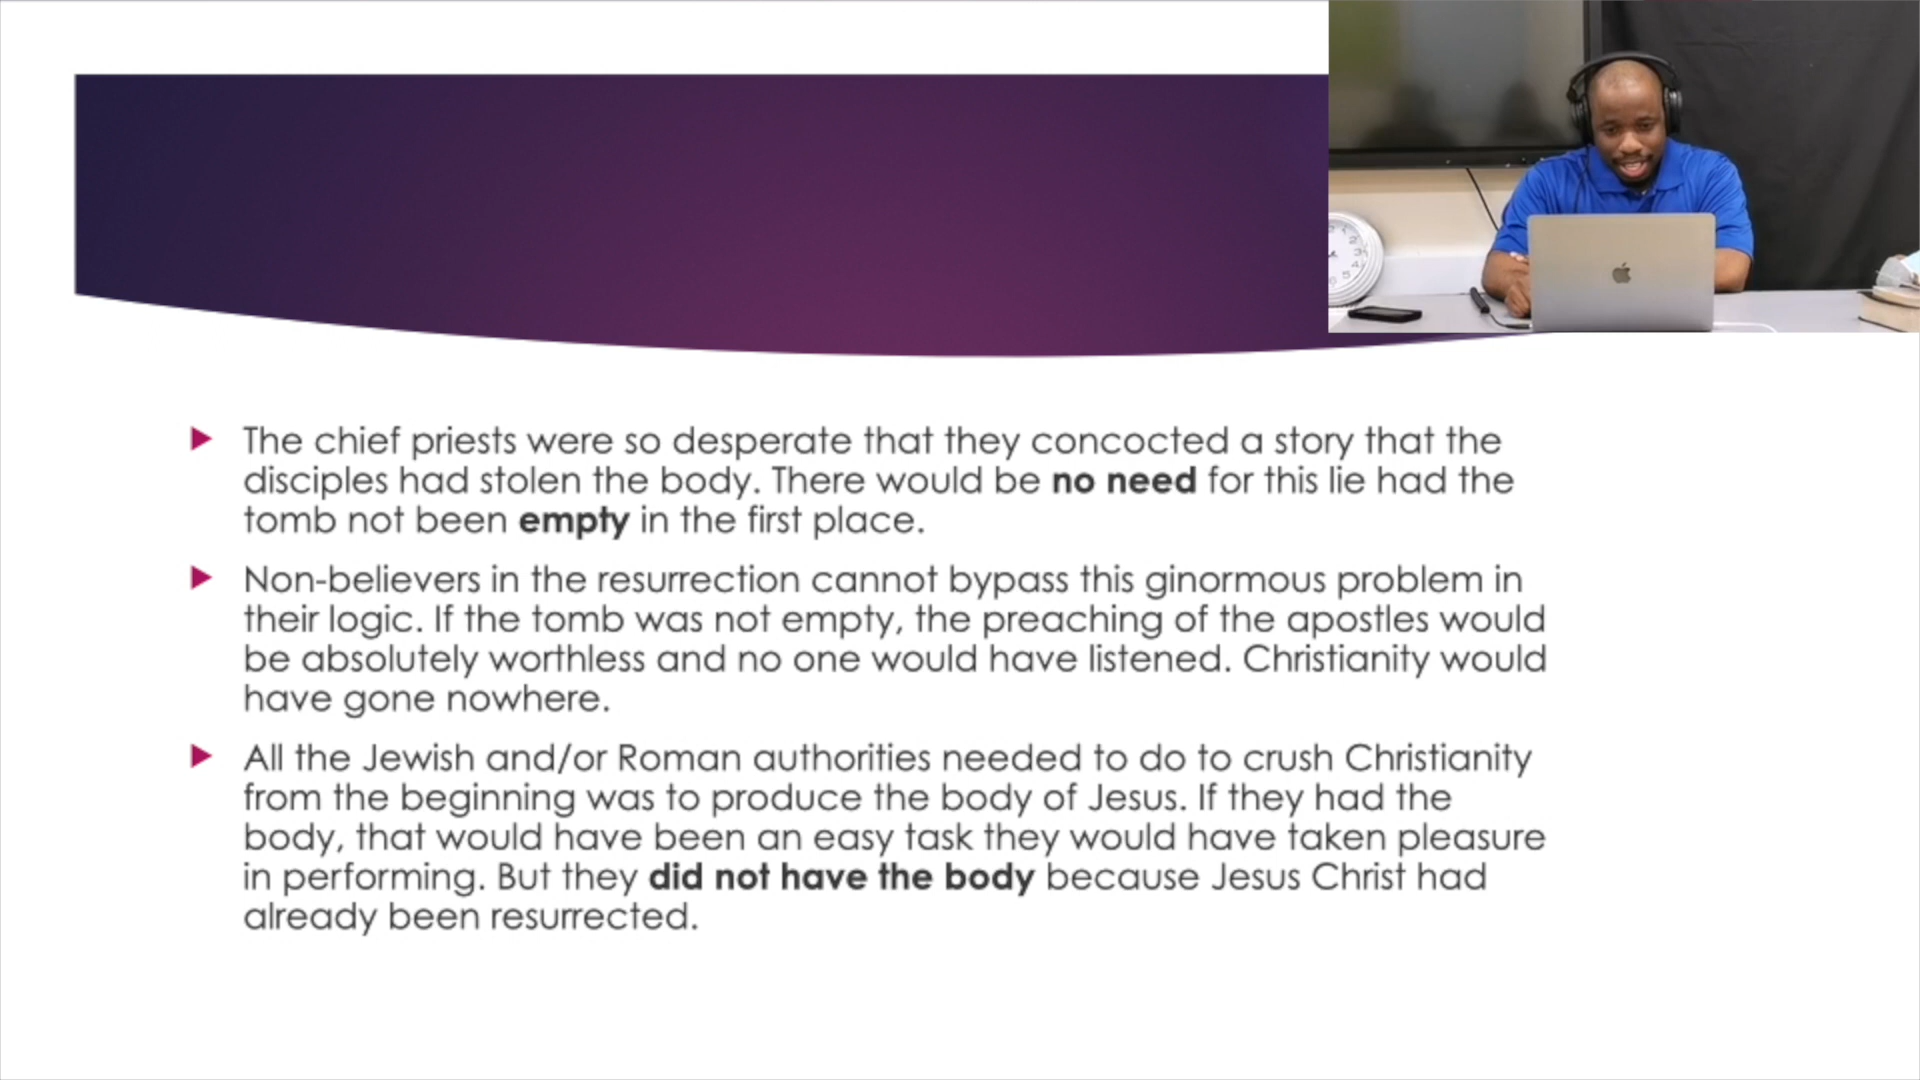 The chief priests were so desperate that they concocted a story that the
disciples had stolen the body. There would be no need for this lie had the
tomb not been empty in the first place.
Non-believers in the resurrection cannot bypass this ginormous problem in
their logic. If the tomb was not empty, the preaching of the apostles would
be absolutely worthless and no one would have listened. Christianity would
have gone nowhere.
All the Jewish and/or Roman authorities needed to do to crush Christianity
from the beginning was to produce the body of Jesus. If they had the
body, that would have been an easy task they would have taken pleasure
in performing. But they did not have the body because Jesus Christ had
already been resurrected.